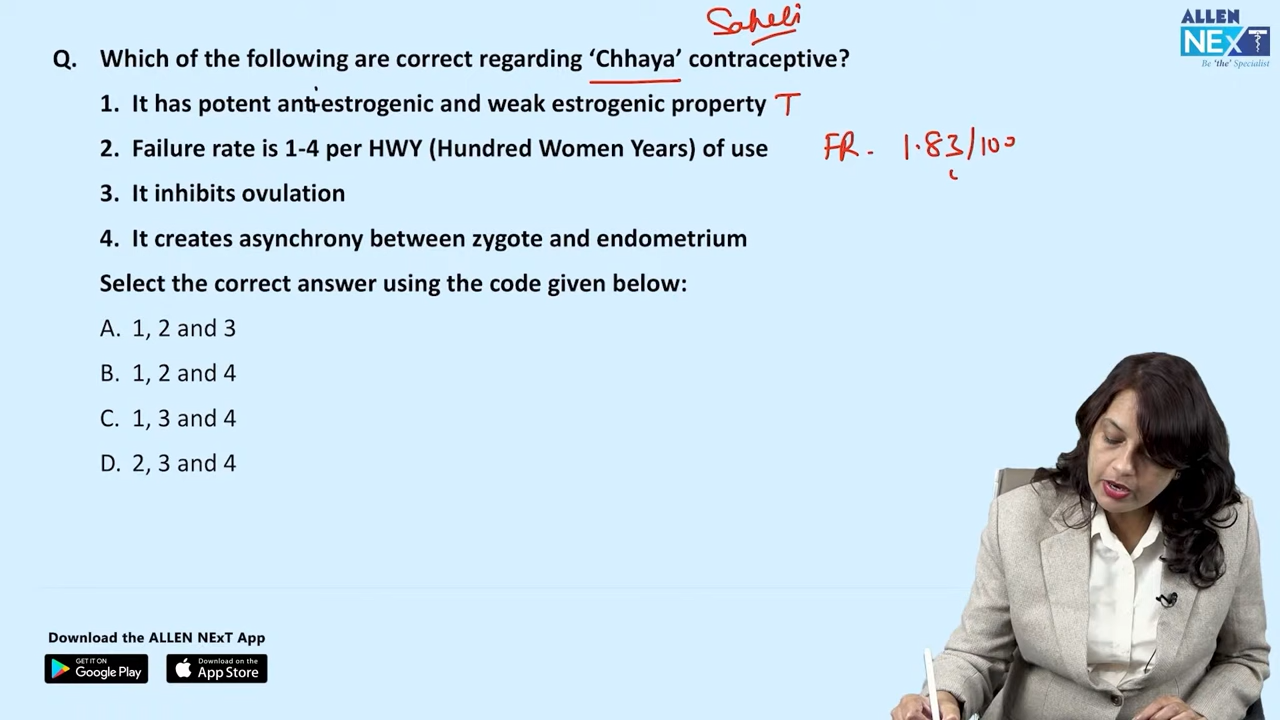 Saheli
ALLEN
NExT
Be 'the' Specialist
Q. Which of the following are correct regarding ‘Chhaya’ contraceptive?
1. It has potent anti-estrogenic and weak estrogenic property T
2. Failure rate is 1-4 per HWY (Hundred Women Years) of use FR - 1.83/100
3. It inhibits ovulation
4. It creates asynchrony between zygote and endometrium
Select the correct answer using the code given below:
A. 1, 2 and 3
B. 1, 2 and 4
C. 1, 3 and 4
D. 2, 3 and 4
Download the ALLEN NExT App
GET IT ON
Google Play
Download on the
App Store